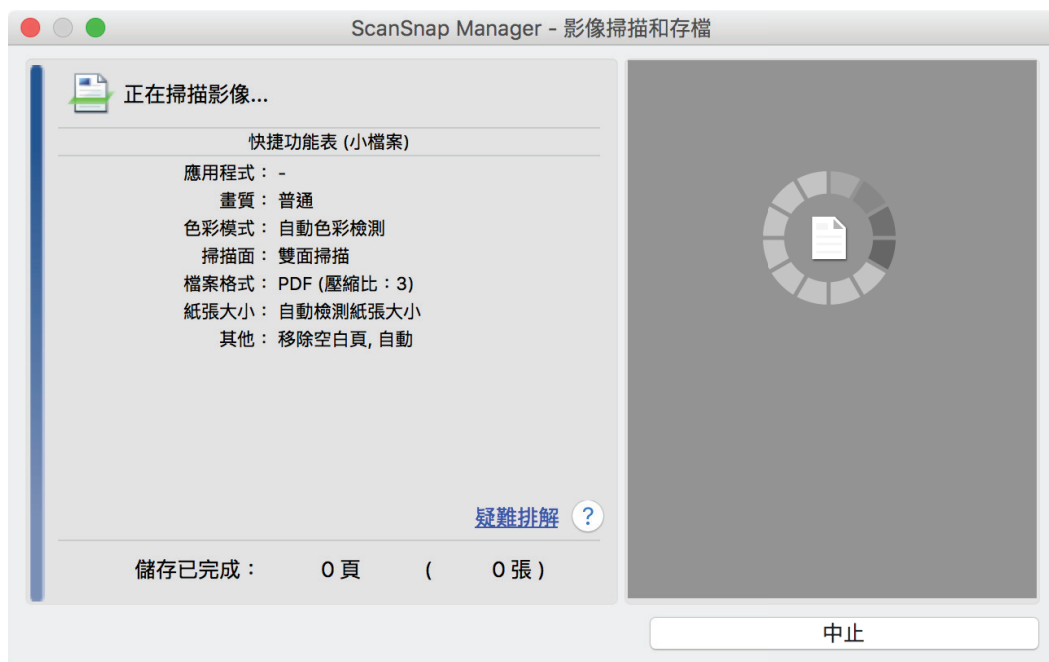 ScanSnap Manager - 影像掃描和存檔
正在掃描影像...
快捷功能表 (小檔案)
應用程式： -
畫質： 普通
色彩模式： 自動色彩檢測
掃描面： 雙面掃描
檔案格式： PDF (壓縮比：3)
紙張大小： 自動檢測紙張大小
其他： 移除空白頁, 自動
疑難排解 ?
儲存已完成： 0 頁 ( 0 張 )
中止